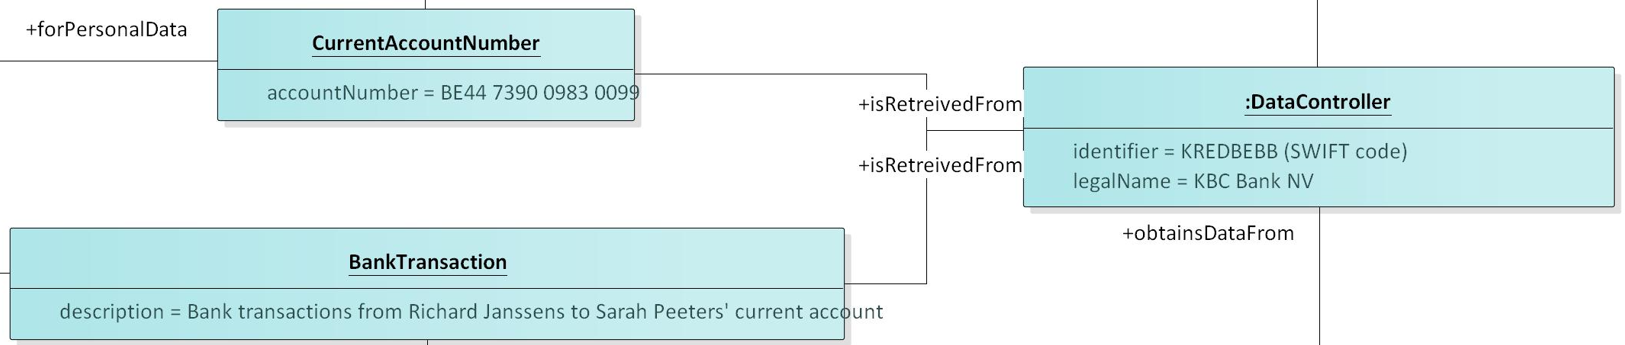 +forPersonalData
CurrentAccountNumber
accountNumber = BE44 7390 0983 0099
+isRetreivedFrom
+isRetreivedFrom
:DataController
identifier = KREDBEBB (SWIFT code)
legalName = KBC Bank NV
+obtainsDataFrom
BankTransaction
description = Bank transactions from Richard Janssens to Sarah Peeters' current account